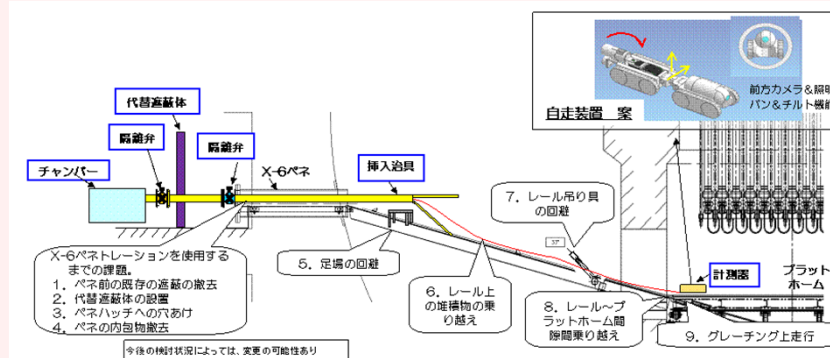 代替遮蔽体
隔離弁
隔離弁
チャンバー
X-6ペネ
挿入治具
自走装置 案
前方カメラ&照明
パン&チルト機能
7. レール吊り具
の回避
37°
計測器
プラット
ホーム
X-6ペネトレーションを使用する
までの課題。
1. ペネ前の既存の遮蔽の撤去
2. 代替遮蔽体の設置
3. ペネハッチへの穴あけ
4. ペネの内包物撤去
5. 足場の回避
6. レール上
の堆積物の乗
り越え
8. レール~プ
ラットホーム間
隙間乗り越え
9. グレーチング上走行
今後の検討状況によっては、変更の可能性あり